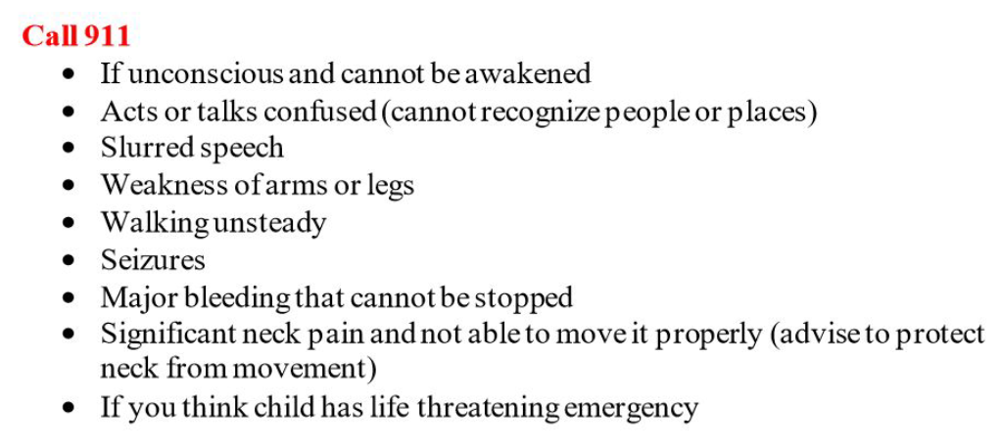 Call 911
• If unconscious and cannot be awakened
• Acts or talks confused (cannot recognize people or places)
• Slurred speech
• Weakness of arms or legs
• Walking unsteady
• Seizures
• Major bleeding that cannot be stopped
• Significant neck pain and not able to move it properly (advise to protect
neck from movement)
• If you think child has life threatening emergency